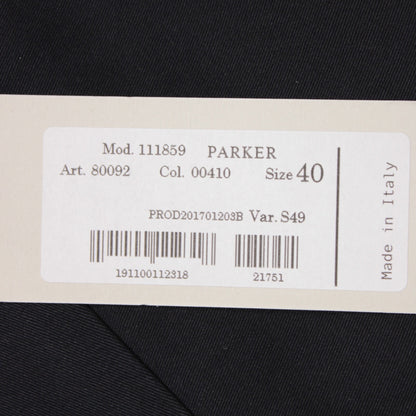 Mod. 111859 PARKER
Art. 80092 Col. 00410 Size 40
PROD201701203B Var. S49
191100112318 21751
Made in Italy